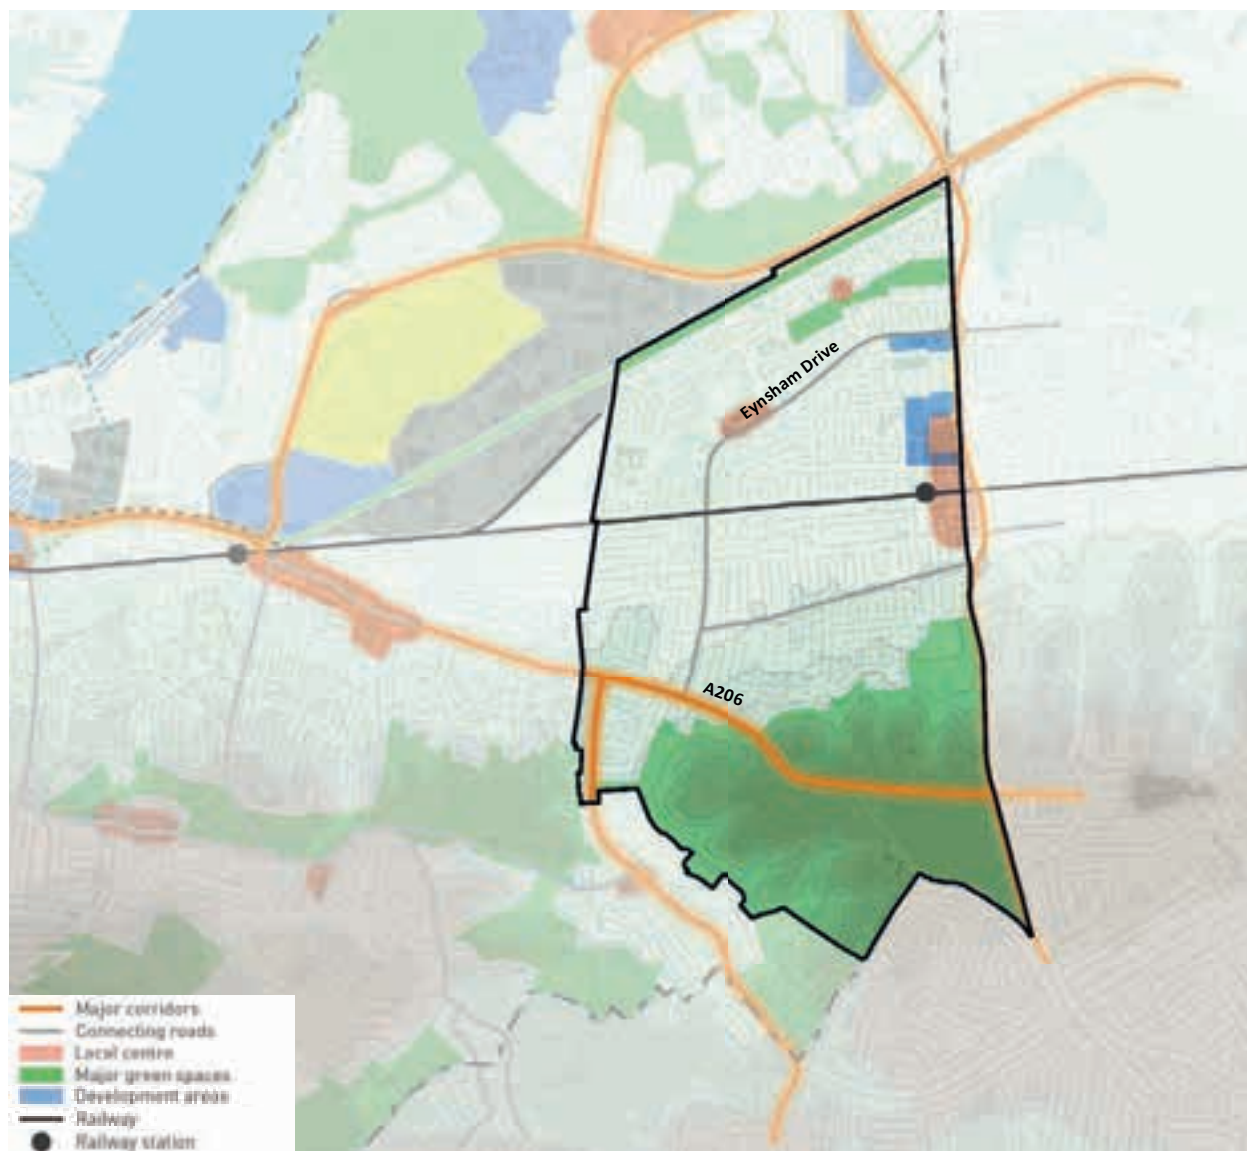 Eynsham Drive
A206
Major corridors
Connecting roads
Local centre
Major green spaces
Development areas
Railway
Railway station